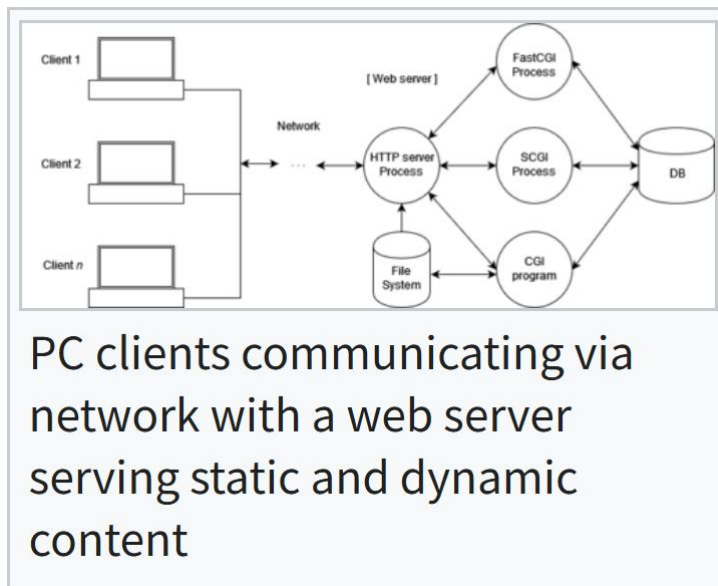 Client 1
Client 2
Client n
Network
...
[ Web server ]
HTTP server
Process
File
System
FastCGI
Process
SCGI
Process
CGI
program
DB
PC clients communicating via
network with a web server
serving static and dynamic
content